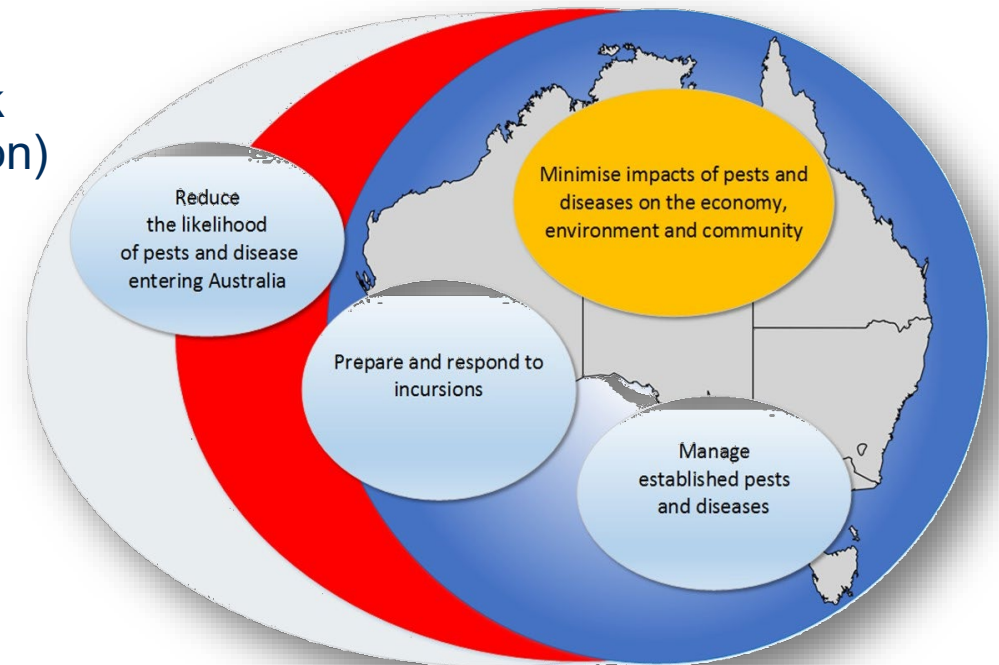 on)
Reduce
the likelihood
of pests and disease
entering Australia
Minimise impacts of pests and
diseases on the economy,
environment and community
Prepare and respond to
incursions
Manage
established pests
and diseases